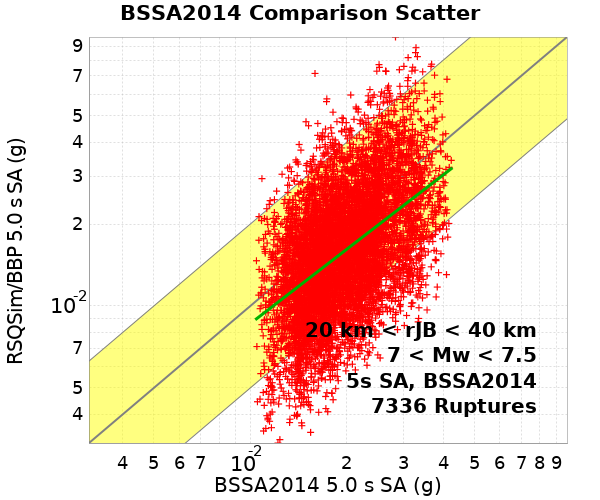 BSSA2014 Comparison Scatter
RSQSim/BBP 5.0 s SA (g)
9
7
5
4
3
2
10^-2
7
5
4
20 km < rJB < 40 km
7 < Mw < 7.5
5s SA, BSSA2014
7336 Ruptures
4 5 6 7 10^-2 2 3 4 5 6 7 8 9
BSSA2014 5.0 s SA (g)